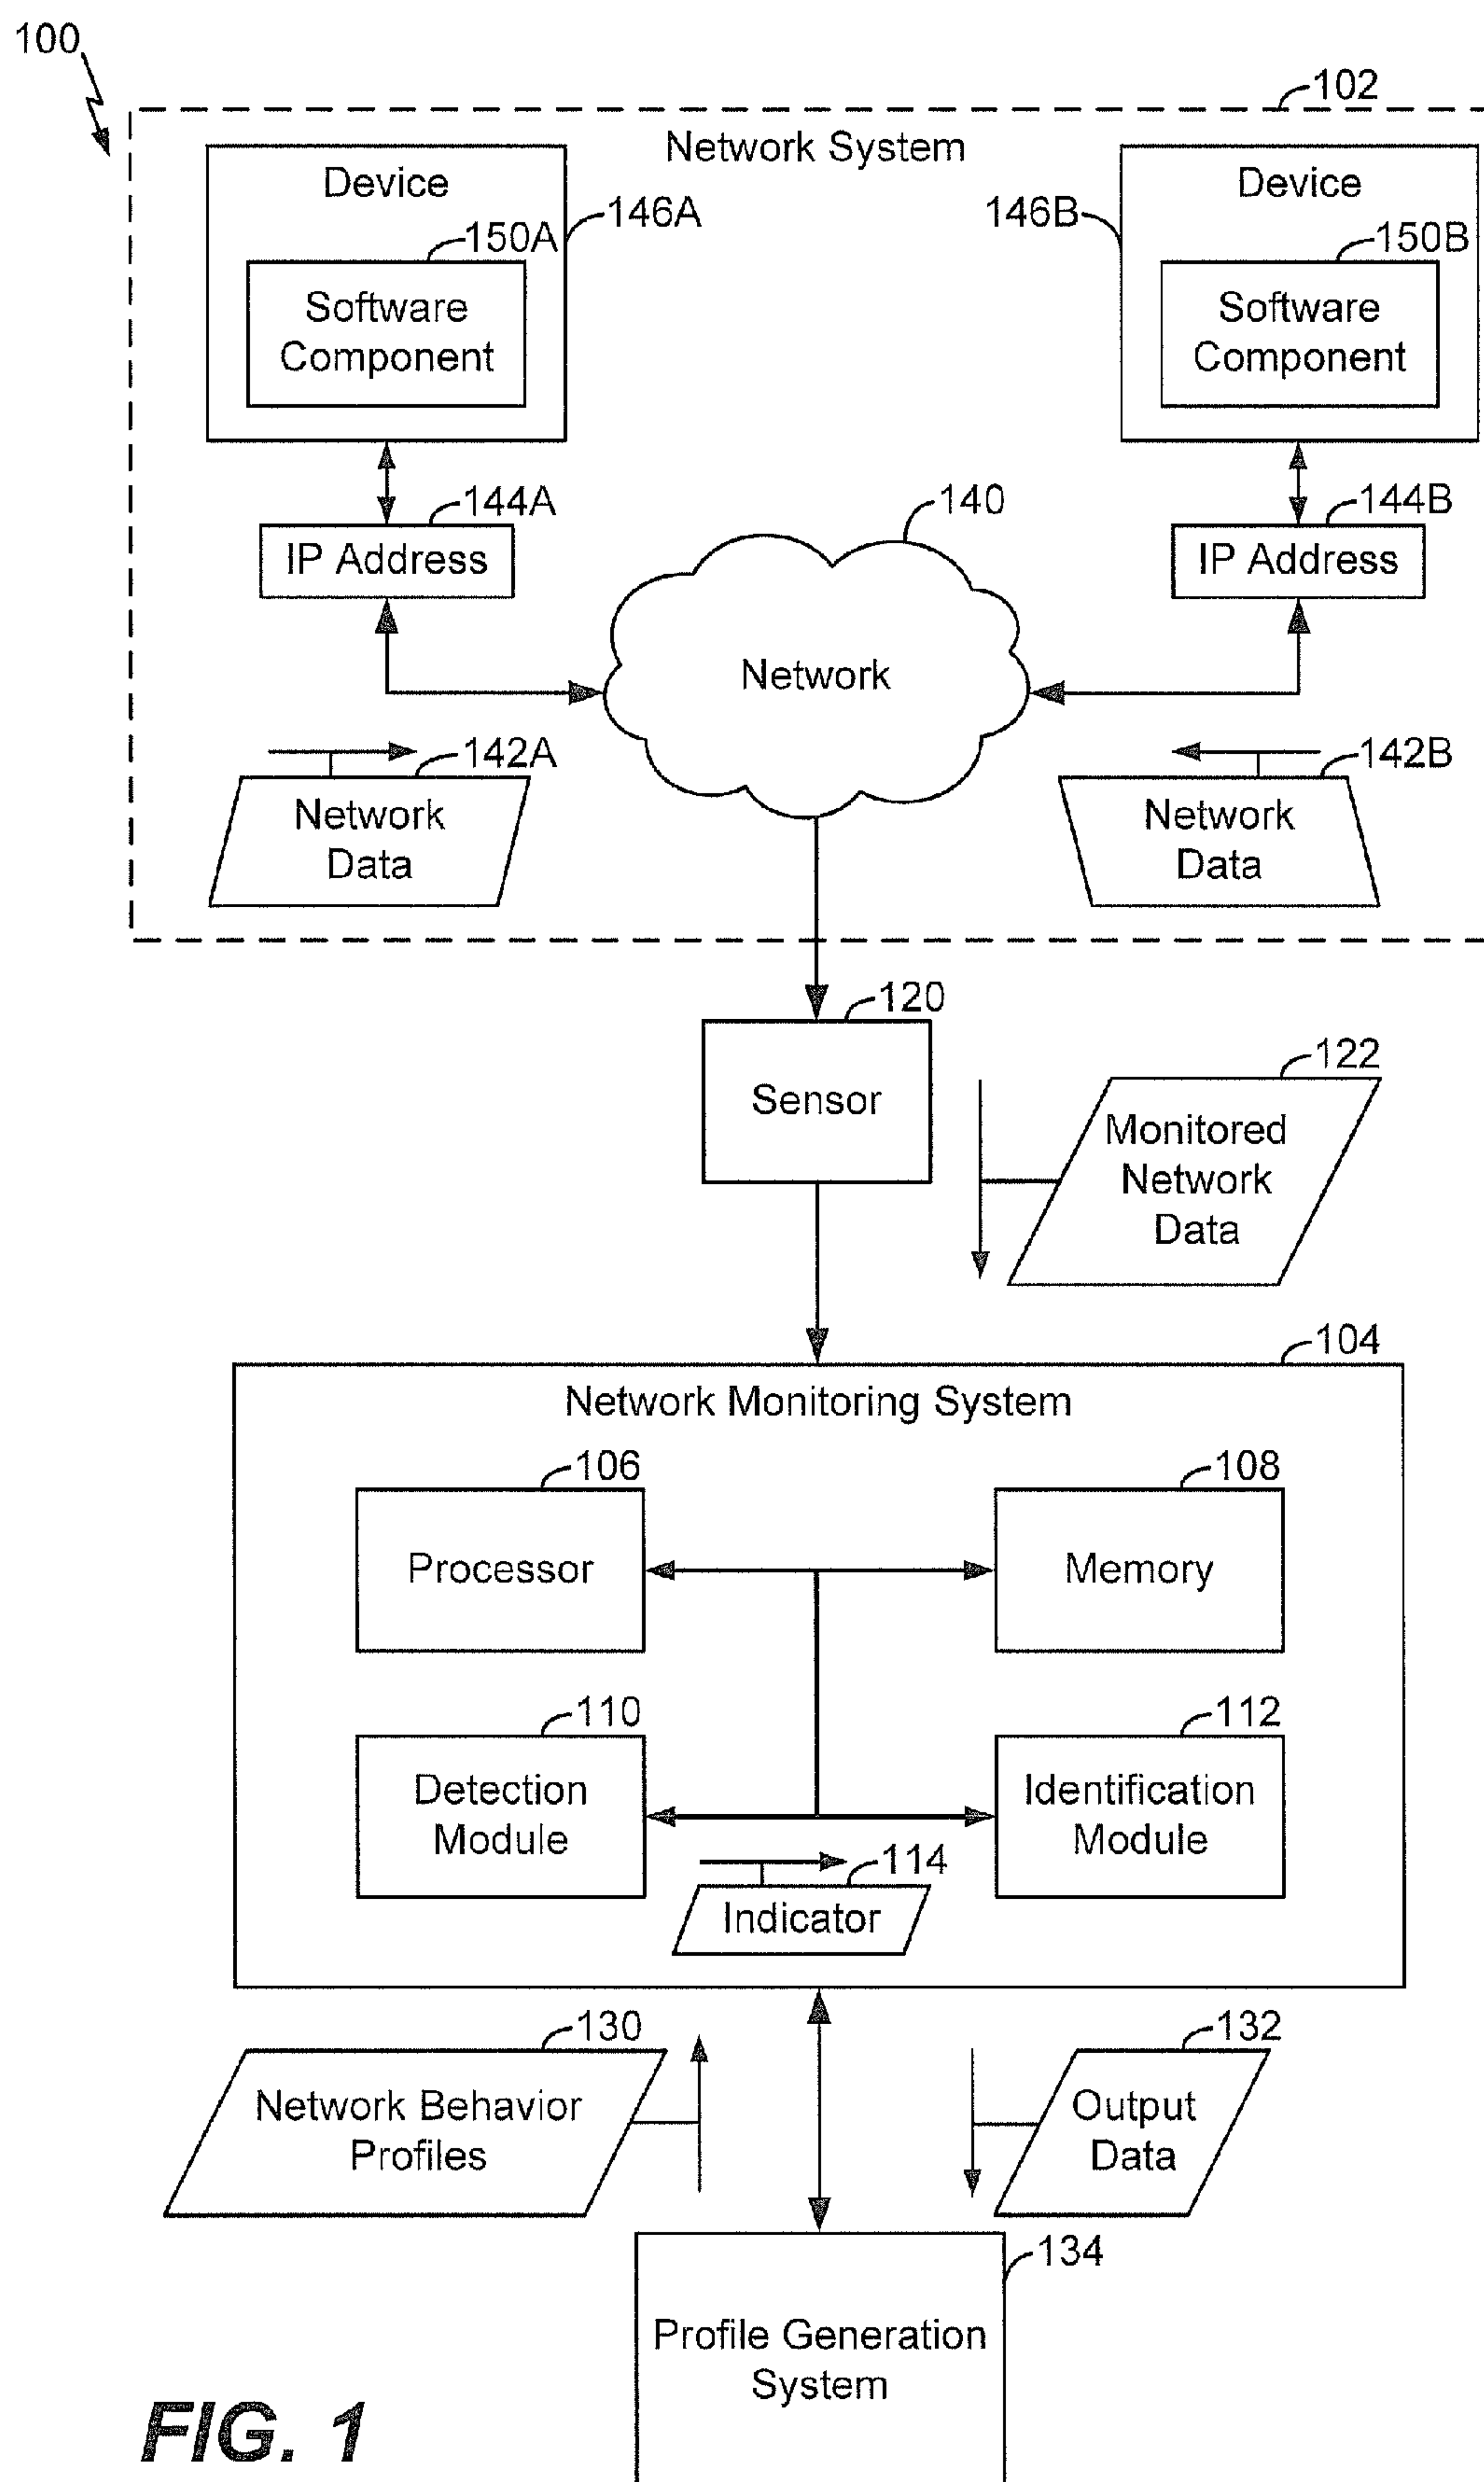 100
102
Network System
Device
146A
150A
Software
Component
146B
Device
150B
Software
Component
144A
IP Address
140
Network
144B
IP Address
142A
Network
Data
142B
Network
Data
120
Sensor
122
Monitored
Network
Data
104
Network Monitoring System
106
Processor
108
Memory
110
Detection
Module
112
Identification
Module
114
Indicator
130
Network Behavior
Profiles
132
Output
Data
134
Profile Generation
System
FIG. 1